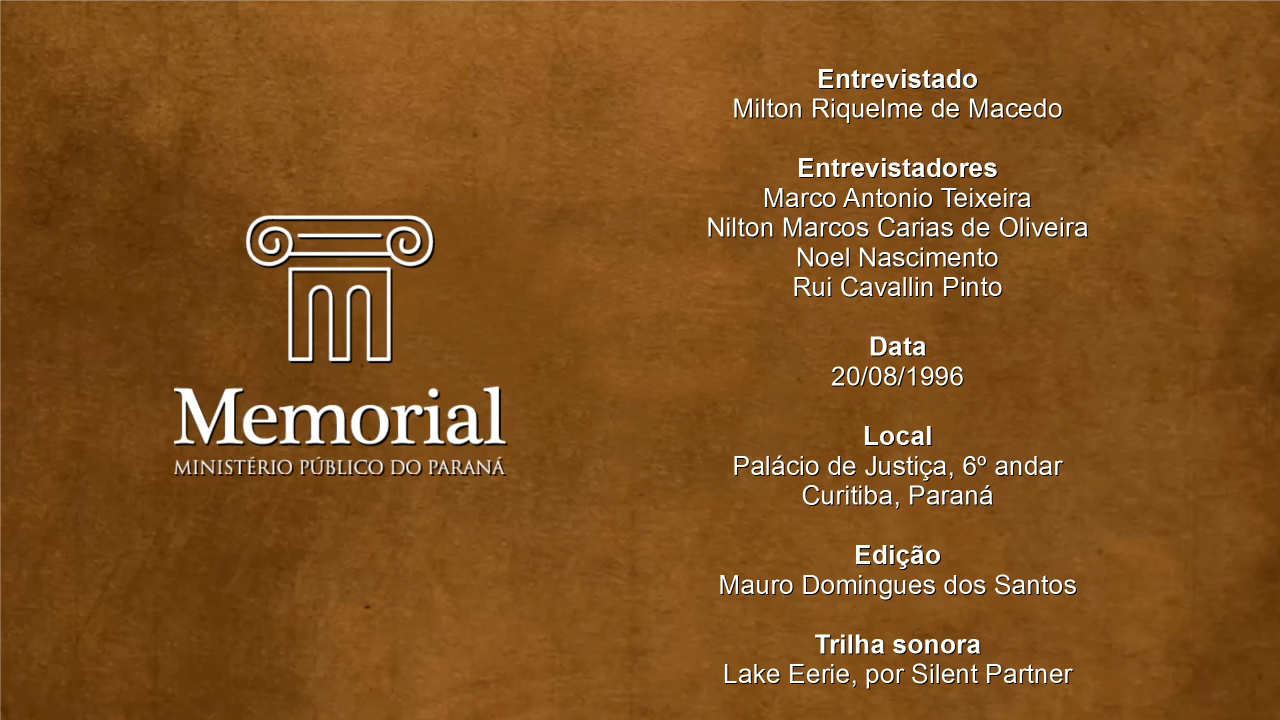 Memorial
MINISTÉRIO PÚBLICO DO PARANÁ
Entrevistado
Milton Riquelme de Macedo
Entrevistadores
Marco Antonio Teixeira
Nilton Marcos Carias de Oliveira
Noel Nascimento
Rui Cavallin Pinto
Data
20/08/1996
Local
Palácio de Justiça, 6º andar
Curitiba, Paraná
Edição
Mauro Domingues dos Santos
Trilha sonora
Lake Eerie, por Silent Partner